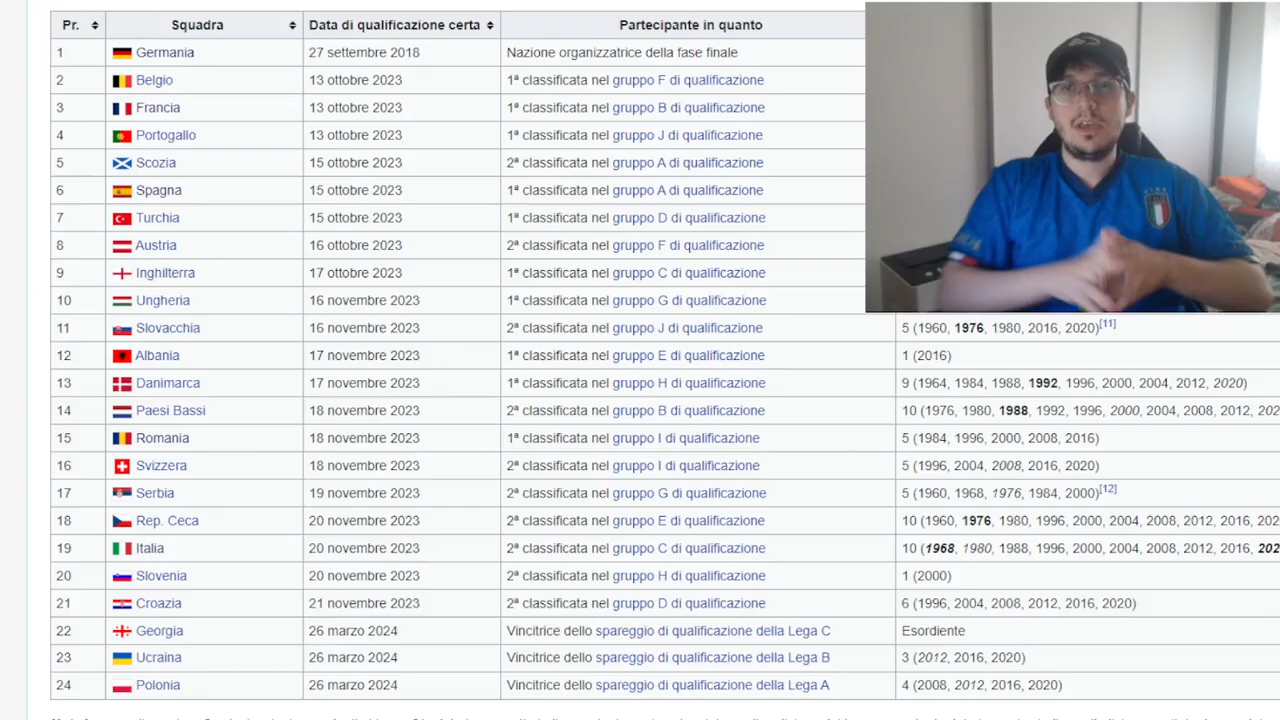 Pr. Squadra Data di qualificazione certa Partecipante in quanto
1 Germania 27 settembre 2018 Nazione organizzatrice della fase finale
2 Belgio 13 ottobre 2023 1ª classificata nel gruppo F di qualificazione
3 Francia 13 ottobre 2023 1ª classificata nel gruppo B di qualificazione
4 Portogallo 13 ottobre 2023 1ª classificata nel gruppo J di qualificazione
5 Scozia 15 ottobre 2023 2ª classificata nel gruppo A di qualificazione
6 Spagna 15 ottobre 2023 1ª classificata nel gruppo A di qualificazione
7 Turchia 15 ottobre 2023 1ª classificata nel gruppo D di qualificazione
8 Austria 16 ottobre 2023 2ª classificata nel gruppo F di qualificazione
9 Inghilterra 17 ottobre 2023 1ª classificata nel gruppo C di qualificazione
10 Ungheria 16 novembre 2023 1ª classificata nel gruppo G di qualificazione
11 Slovacchia 16 novembre 2023 2ª classificata nel gruppo J di qualificazione 5 (1960, 1976, 1980, 2016, 2020)[11]
12 Albania 17 novembre 2023 1ª classificata nel gruppo E di qualificazione 1 (2016)
13 Danimarca 17 novembre 2023 1ª classificata nel gruppo H di qualificazione 9 (1964, 1984, 1988, 1992, 1996, 2000, 2004, 2012, 2020)
14 Paesi Bassi 18 novembre 2023 2ª classificata nel gruppo B di qualificazione 10 (1976, 1980, 1988, 1992, 1996, 2000, 2004, 2008, 2012, 202
15 Romania 18 novembre 2023 1ª classificata nel gruppo I di qualificazione 5 (1984, 1996, 2000, 2008, 2016)
16 Svizzera 18 novembre 2023 2ª classificata nel gruppo I di qualificazione 5 (1996, 2004, 2008, 2016, 2020)
17 Serbia 19 novembre 2023 2ª classificata nel gruppo G di qualificazione 5 (1960, 1968, 1976, 1984, 2000)[12]
18 Rep. Ceca 20 novembre 2023 2ª classificata nel gruppo E di qualificazione 10 (1960, 1976, 1980, 1996, 2000, 2004, 2008, 2012, 2016, 202
19 Italia 20 novembre 2023 2ª classificata nel gruppo C di qualificazione 10 (1968, 1980, 1988, 1996, 2000, 2004, 2008, 2012, 2016, 202
20 Slovenia 20 novembre 2023 2ª classificata nel gruppo H di qualificazione 1 (2000)
21 Croazia 21 novembre 2023 2ª classificata nel gruppo D di qualificazione 6 (1996, 2004, 2008, 2012, 2016, 2020)
22 Georgia 26 marzo 2024 Vincitrice dello spareggio di qualificazione della Lega C Esordiente
23 Ucraina 26 marzo 2024 Vincitrice dello spareggio di qualificazione della Lega B 3 (2012, 2016, 2020)
24 Polonia 26 marzo 2024 Vincitrice dello spareggio di qualificazione della Lega A 4 (2008, 2012, 2016, 2020)